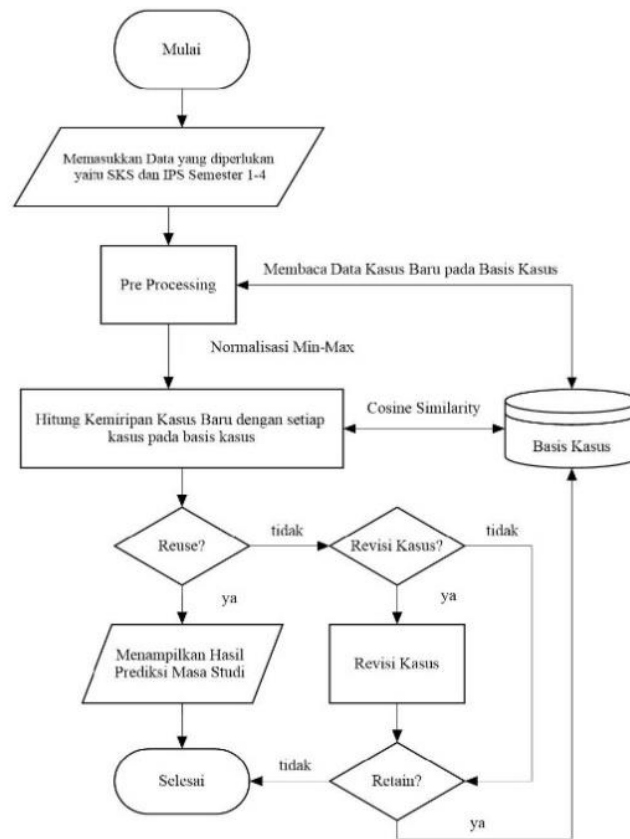 Mulai
Memasukkan Data yang diperlukan
yaitu SKS dan IPS Semester 1-4
Membaca Data Kasus Baru pada Basis Kasus
Pre Processing
Normalisasi Min-Max
Hitung Kemiripan Kasus Baru dengan setiap
kasus pada basis kasus
Cosine Similarity
Basis Kasus
Reuse?
tidak
Revisi Kasus?
tidak
ya
ya
Menampilkan Hasil
Prediksi Masa Studi
Revisi Kasus
Selesai
tidak
Retain?
ya